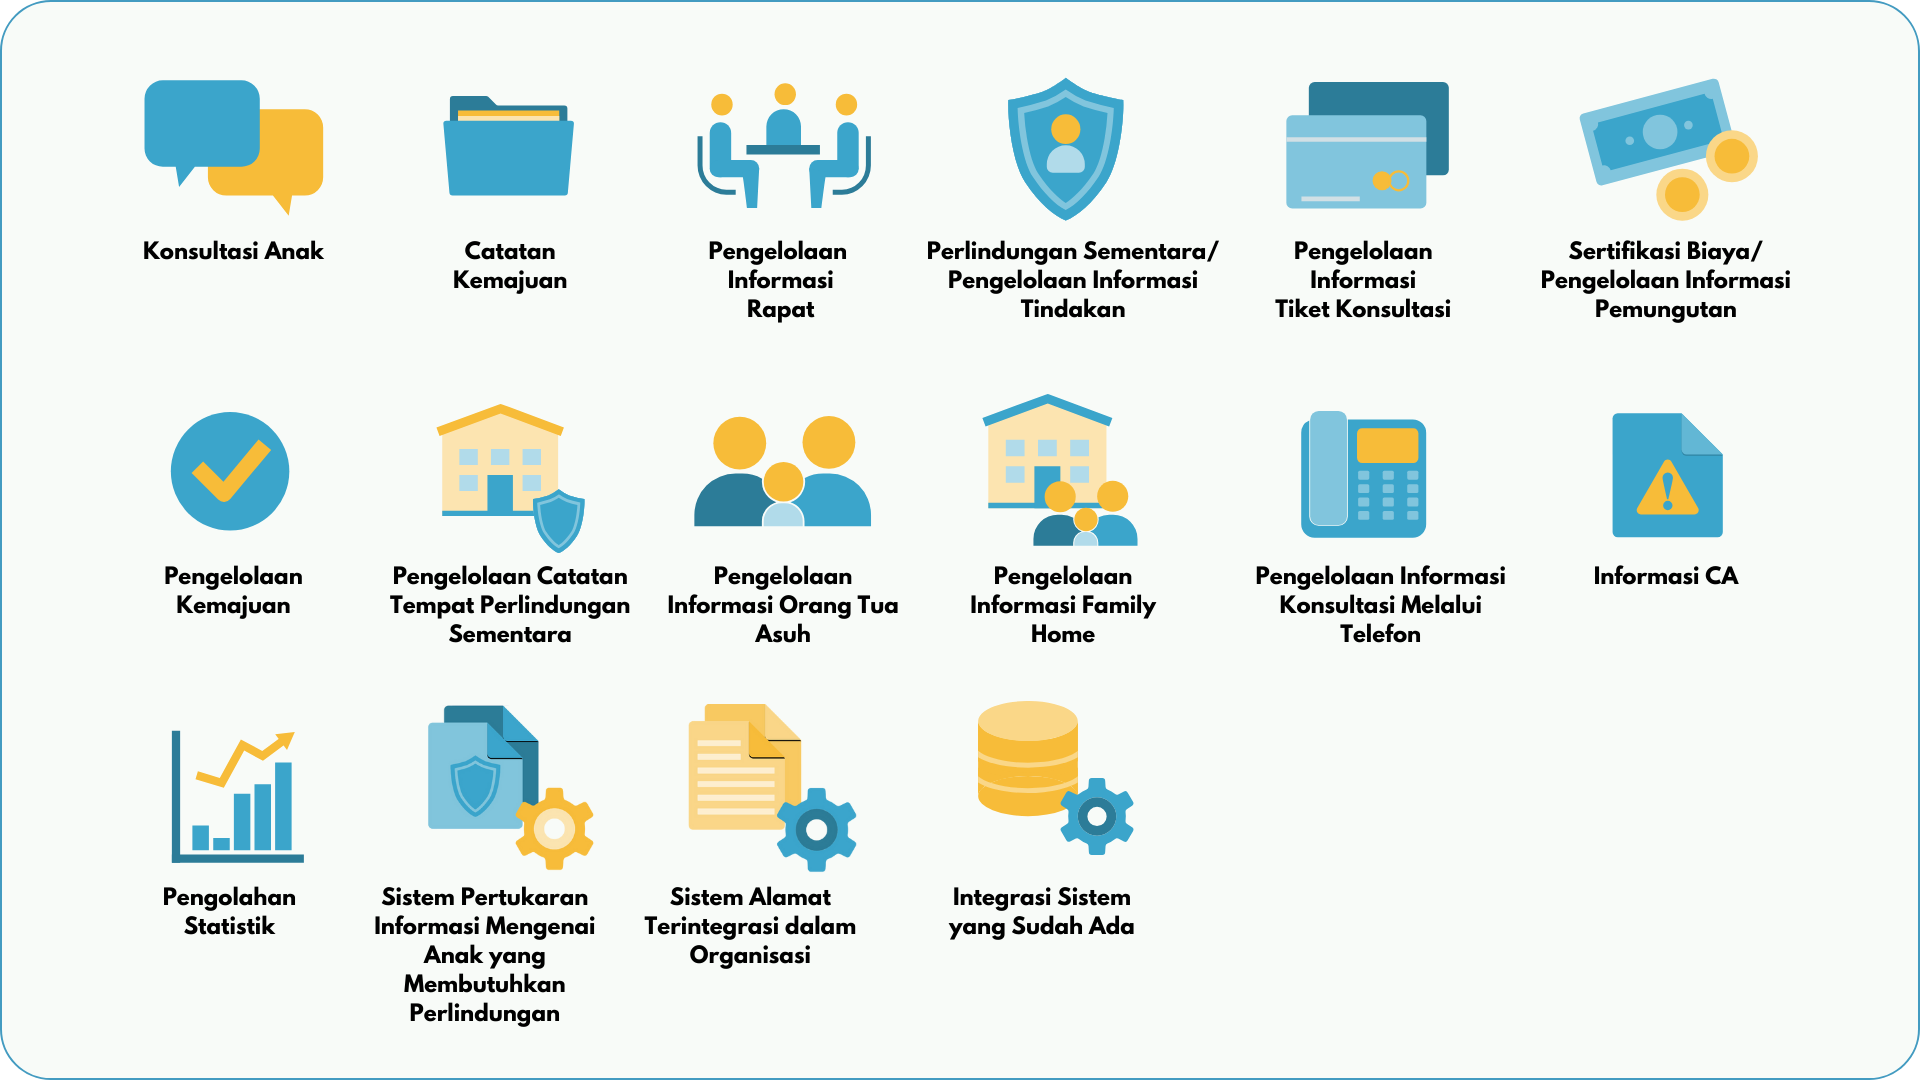 Konsultasi Anak
Catatan
Kemajuan
Pengelolaan
Informasi
Rapat
Perlindungan Sementara/
Pengelolaan Informasi
Tindakan
Pengelolaan
Informasi
Tiket Konsultasi
Sertifikasi Biaya/
Pengelolaan Informasi
Pemungutan
Pengelolaan
Kemajuan
Pengelolaan Catatan
Tempat Perlindungan
Sementara
Pengelolaan
Informasi Orang Tua
Asuh
Pengelolaan
Informasi Family
Home
Pengelolaan Informasi
Konsultasi Melalui
Telefon
Informasi CA
Pengolahan
Statistik
Sistem Pertukaran
Informasi Mengenai
Anak yang
Membutuhkan
Perlindungan
Sistem Alamat
Terintegrasi dalam
Organisasi
Integrasi Sistem
yang Sudah Ada